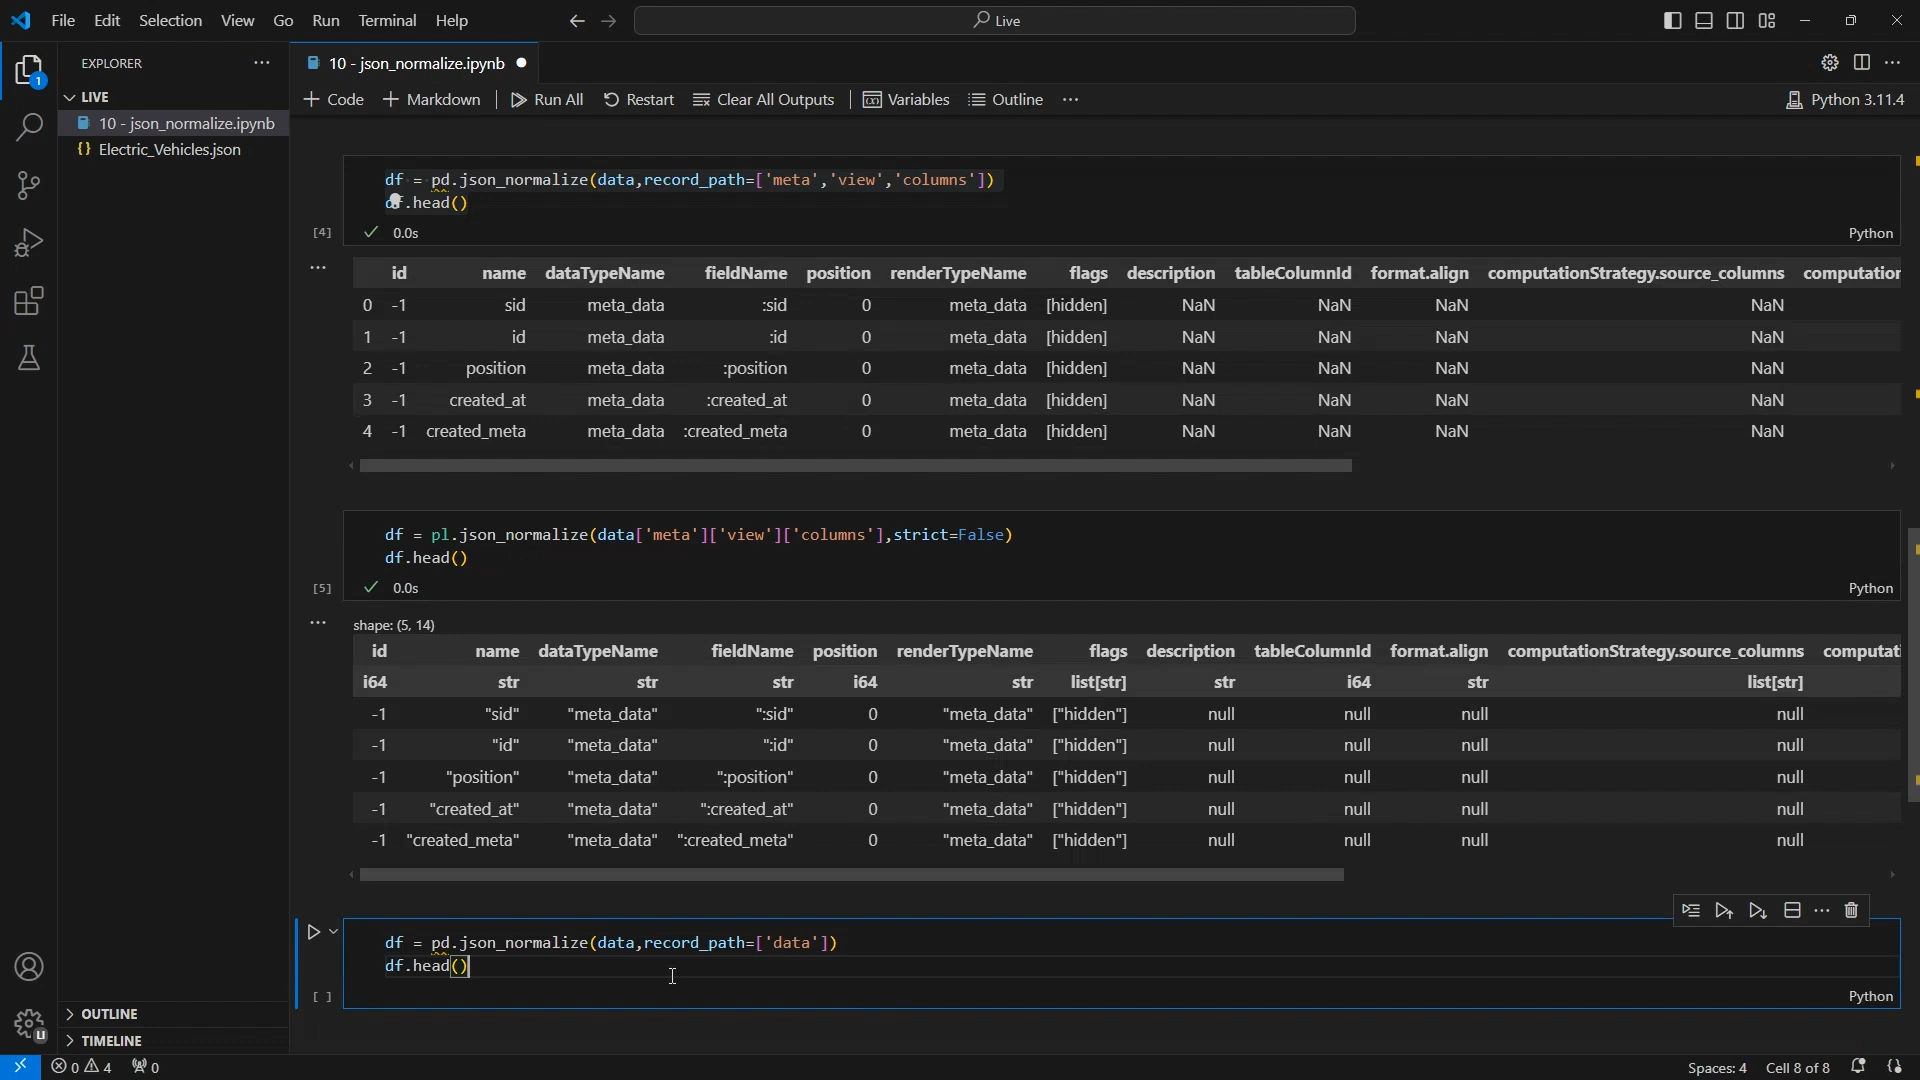 File Edit Selection View Go Run Terminal Help
Live
EXPLORER
1
LIVE
10 - json_normalize.ipynb
{} Electric_Vehicles.json
OUTLINE
TIMELINE
10 - json_normalize.ipynb
+ Code + Markdown Run All Restart Clear All Outputs Variables Outline ... Python 3.11.4
df = pd.json_normalize(data,record_path=['meta','view','columns'])
df.head()
[4] 0.0s Python
id name dataTypeName fieldName position renderTypeName flags description tableColumnId format.align computationStrategy.source_columns computation
0 -1 sid meta_data :sid 0 meta_data [hidden] NaN NaN NaN NaN
1 -1 id meta_data :id 0 meta_data [hidden] NaN NaN NaN NaN
2 -1 position meta_data :position 0 meta_data [hidden] NaN NaN NaN NaN
3 -1 created_at meta_data :created_at 0 meta_data [hidden] NaN NaN NaN NaN
4 -1 created_meta meta_data :created_meta 0 meta_data [hidden] NaN NaN NaN NaN
df = pl.json_normalize(data['meta']['view']['columns'],strict=False)
df.head()
[5] 0.0s Python
shape: (5, 14)
id name dataTypeName fieldName position renderTypeName flags description tableColumnId format.align computationStrategy.source_columns computati
i64 str str str i64 str list[str] str i64 str list[str]
-1 "sid" "meta_data" ":sid" 0 "meta_data" ["hidden"] null null null null
-1 "id" "meta_data" ":id" 0 "meta_data" ["hidden"] null null null null
-1 "position" "meta_data" ":position" 0 "meta_data" ["hidden"] null null null null
-1 "created_at" "meta_data" ":created_at" 0 "meta_data" ["hidden"] null null null null
-1 "created_meta" "meta_data" ":created_meta" 0 "meta_data" ["hidden"] null null null null
df = pd.json_normalize(data,record_path=['data'])
df.head()
[ ] Python
0 4 0 Spaces: 4 Cell 8 of 8